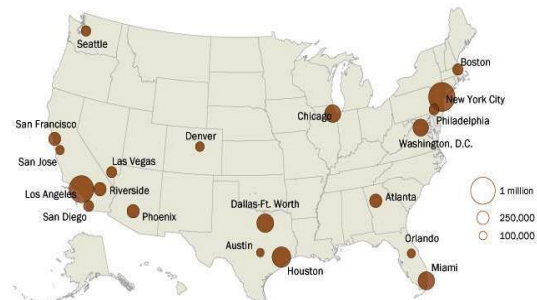 Seattle
Boston
New York City
Chicago
Philadelphia
San Francisco
Denver
Washington, D.C.
San Jose
Las Vegas
Los Angeles
Riverside
1 million
Dallas-Ft. Worth
Atlanta
San Diego
Phoenix
250,000
100,000
Orlando
Austin
Houston
Miami